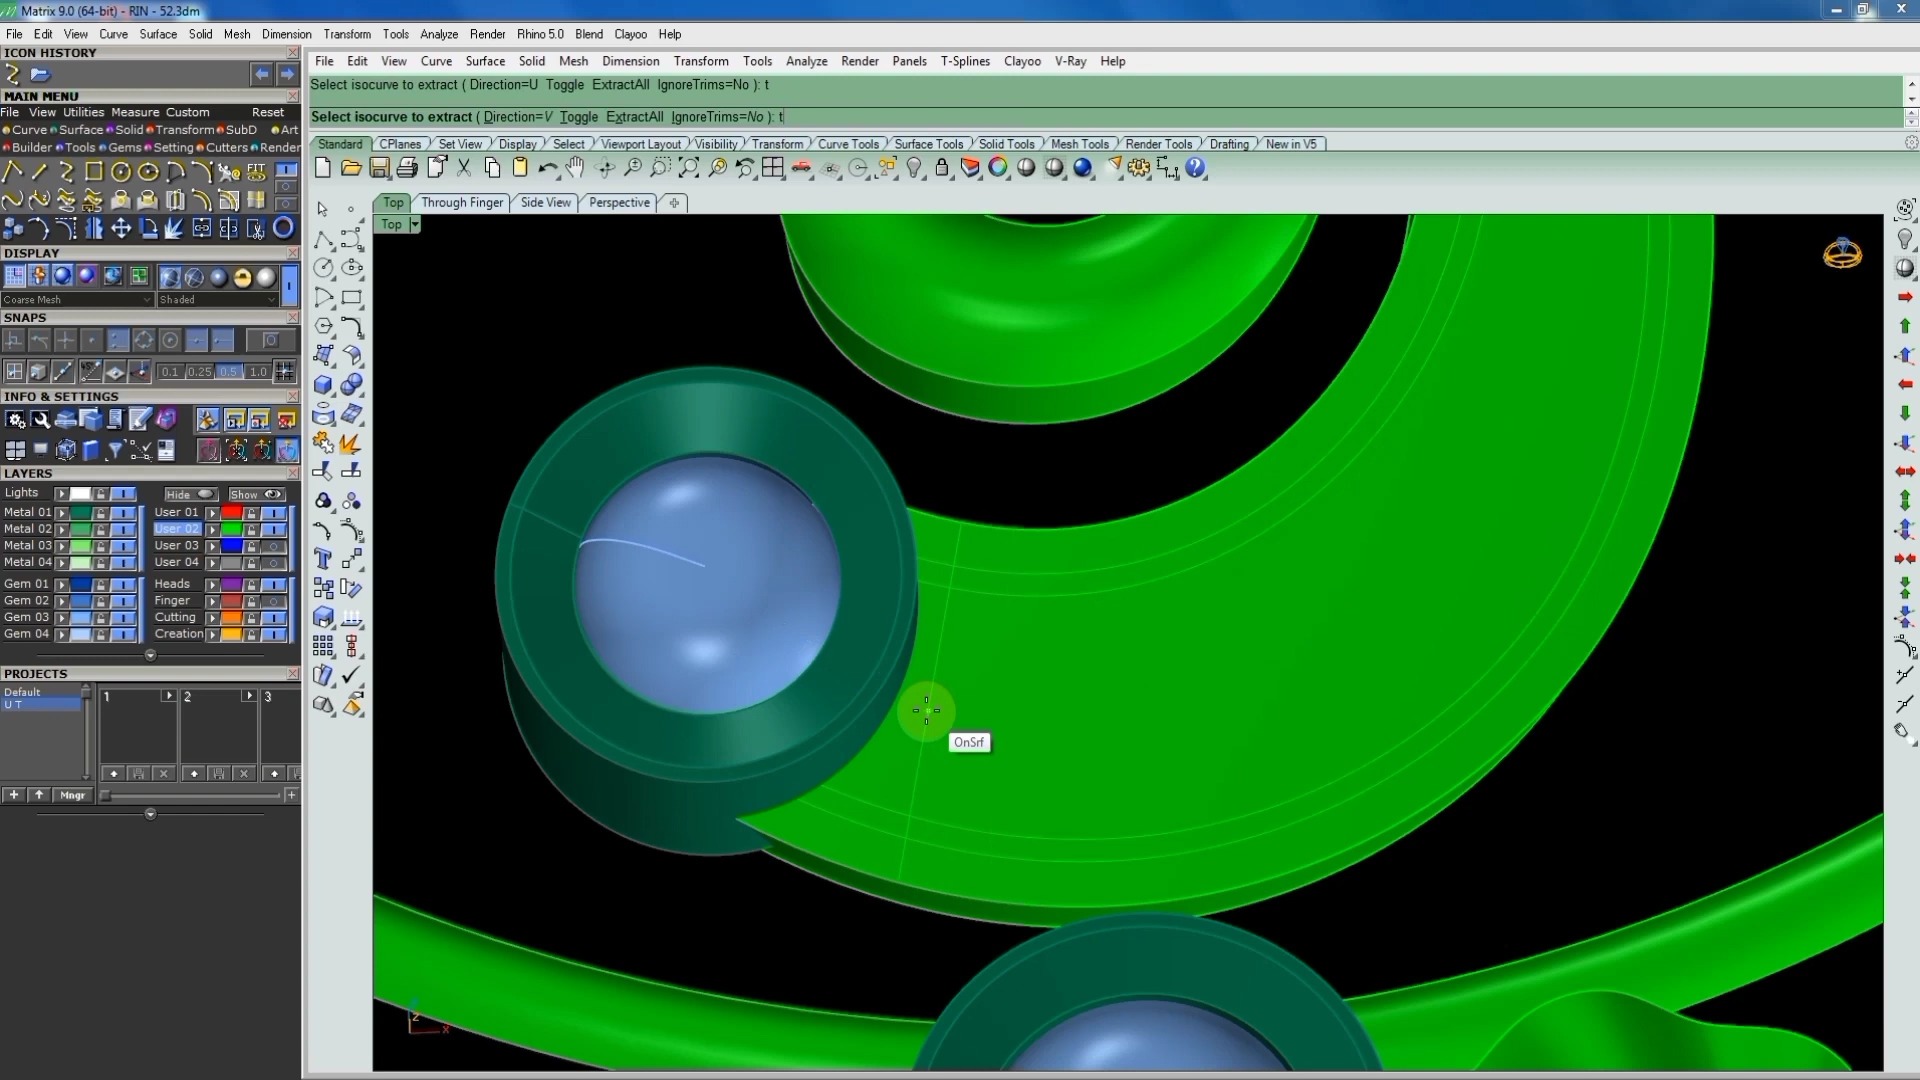 Matrix 9.0 (64-bit) - RIN - 52.3dm
File Edit View Curve Surface Solid Mesh Dimension Transform Tools Analyze Render Rhino 5.0 Blend Clayoo Help
ICON HISTORY
MAIN MENU
File View Utilities Measure Custom Reset
Curve Surface Solid Transform SubD Art
Builder Tools Gems Setting Cutters Render
DISPLAY
Coarse Mesh Shaded
SNAPS
0.1 0.25 0.5 1.0
INFO & SETTINGS
LAYERS
Lights Hide Show
Metal 01 User 01
Metal 02 User 02
Metal 03 User 03
Metal 04 User 04
Gem 01 Heads
Gem 02 Finger
Gem 03 Cutting
Gem 04 Creation
PROJECTS
Default
U T
1 2 3
Mngr
File Edit View Curve Surface Solid Mesh Dimension Transform Tools Analyze Render Panels T-Splines Clayoo V-Ray Help
Select isocurve to extract ( Direction=U Toggle ExtractAll IgnoreTrims=No ): t
Select isocurve to extract ( Direction=V Toggle ExtractAll IgnoreTrims=No ): t
Standard CPlanes Set View Display Select Viewport Layout Visibility Transform Curve Tools Surface Tools Solid Tools Mesh Tools Render Tools Drafting New in V5
Top Through Finger Side View Perspective
Top
OnSrf
z x